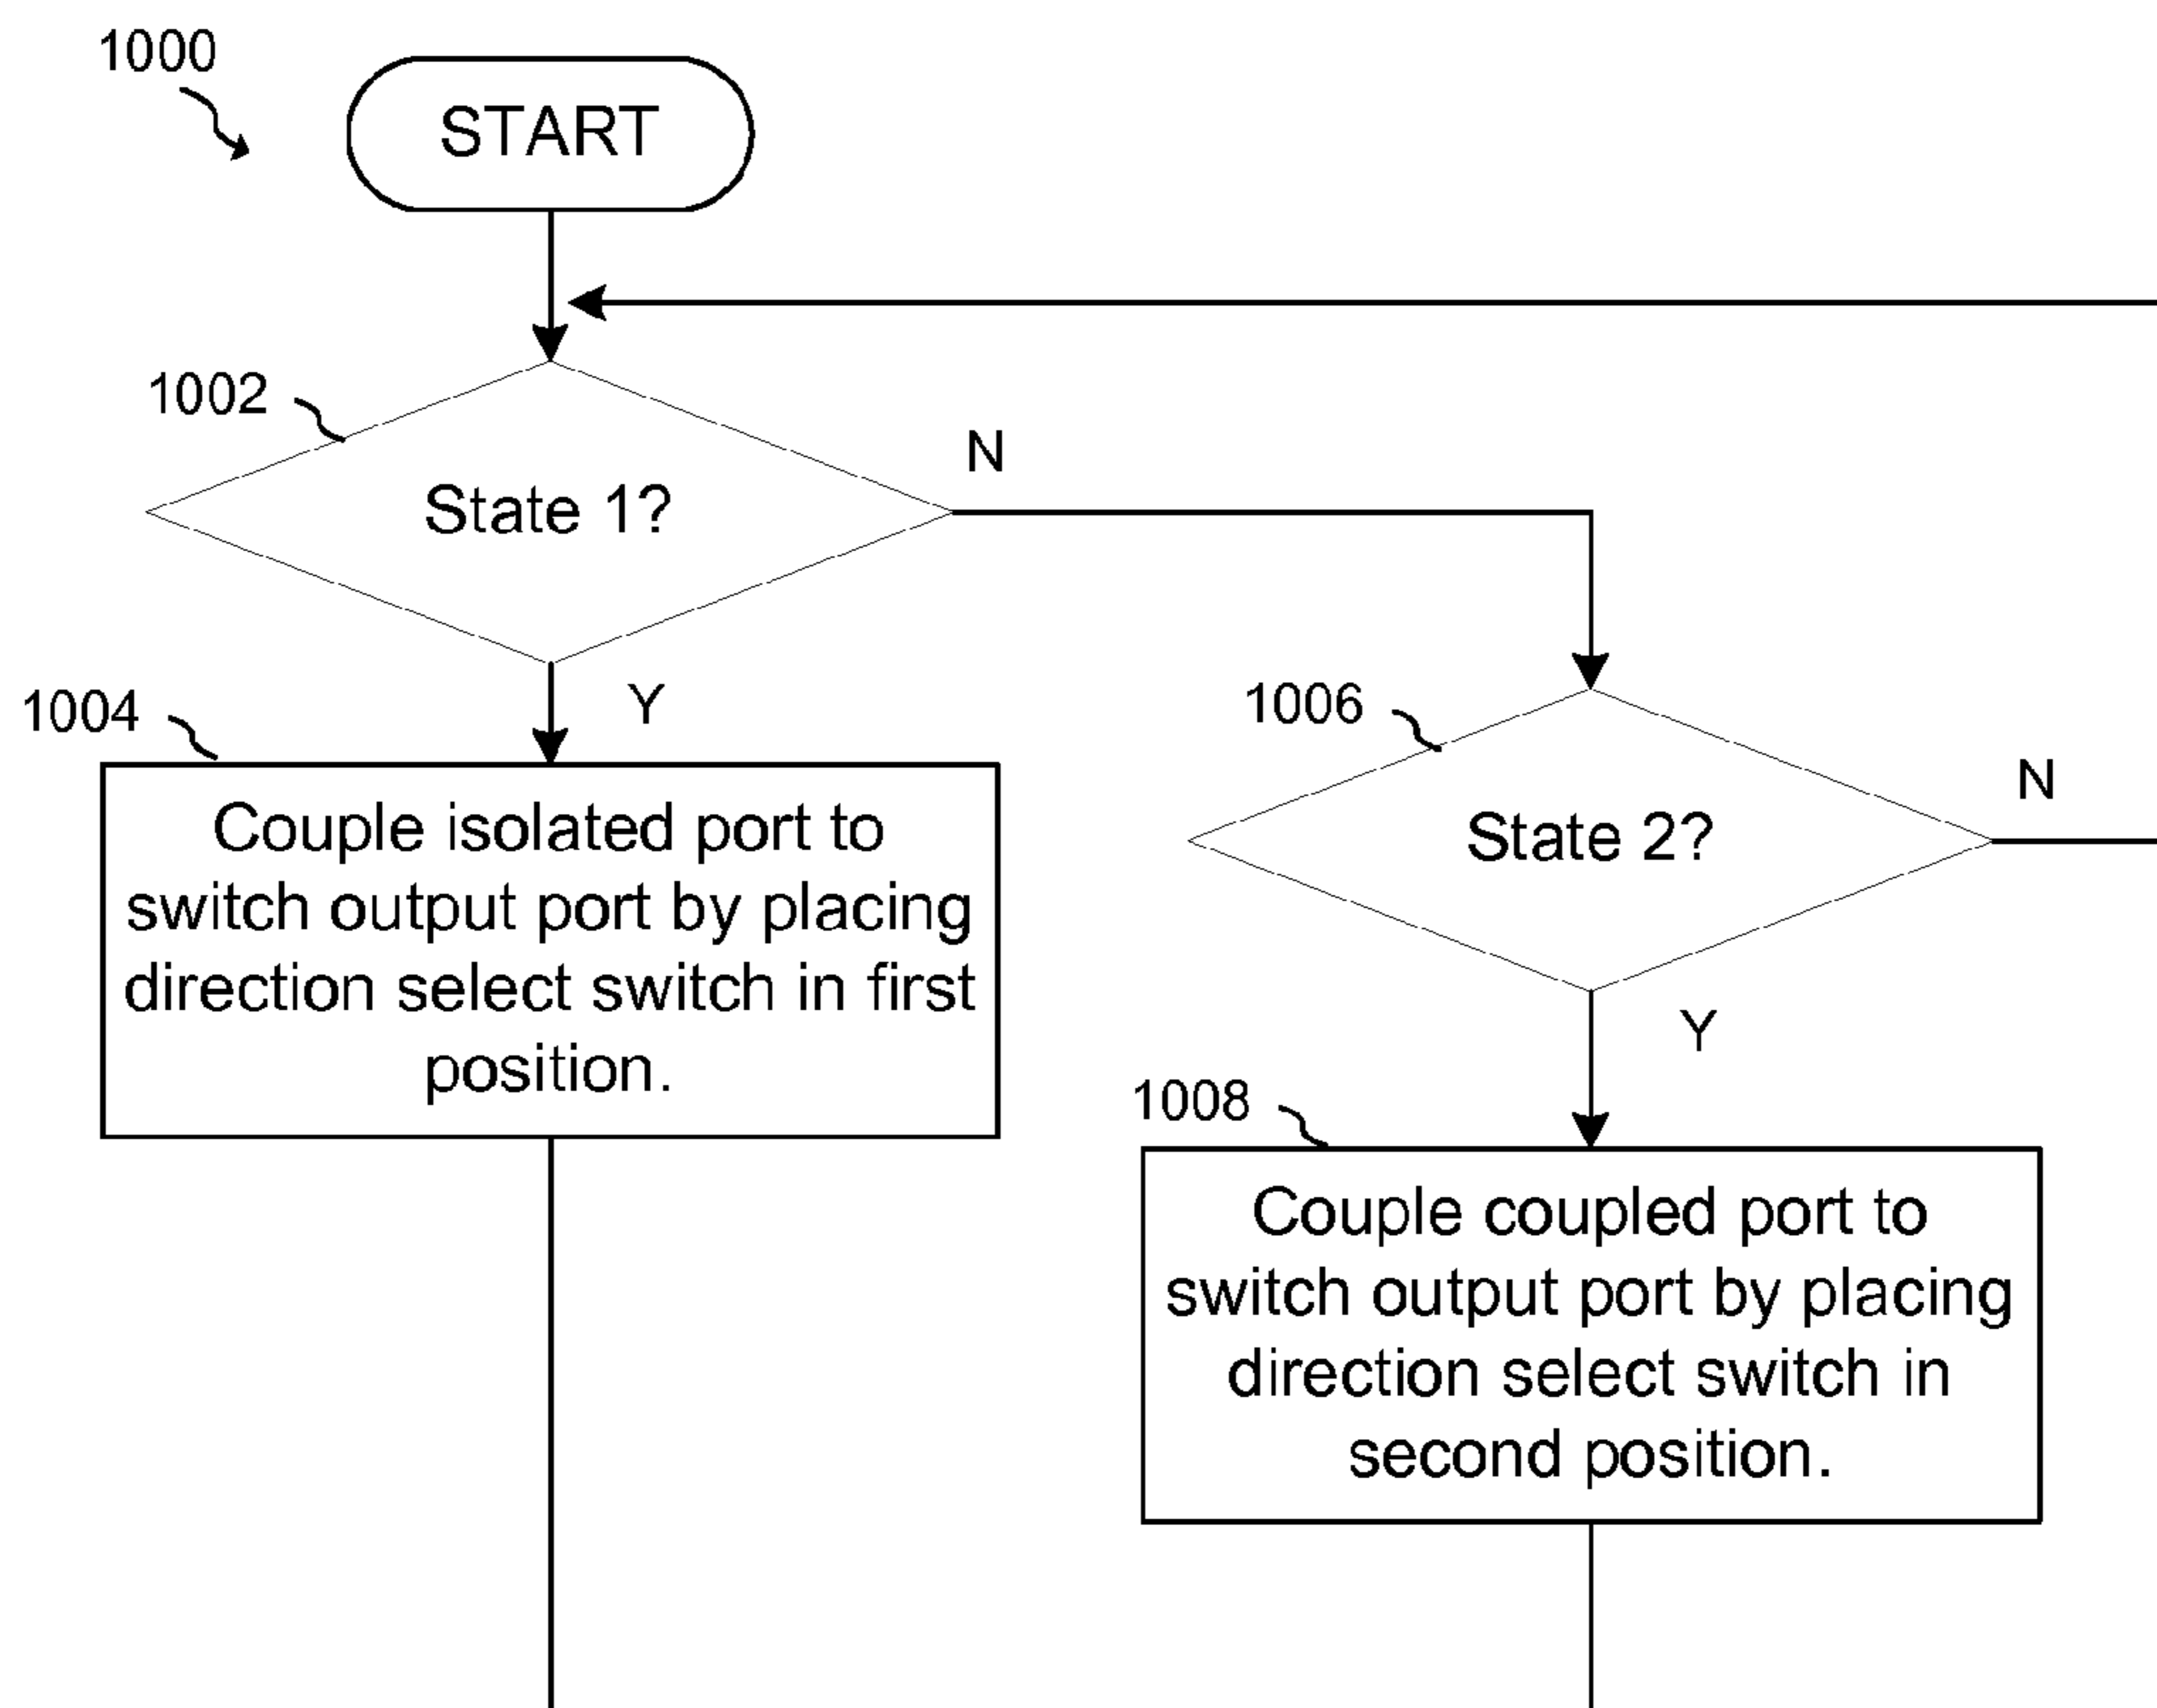 1000
START
1002
State 1?
N
Y
1004
Couple isolated port to
switch output port by placing
direction select switch in first
position.
1006
State 2?
N
Y
1008
Couple coupled port to
switch output port by placing
direction select switch in
second position.